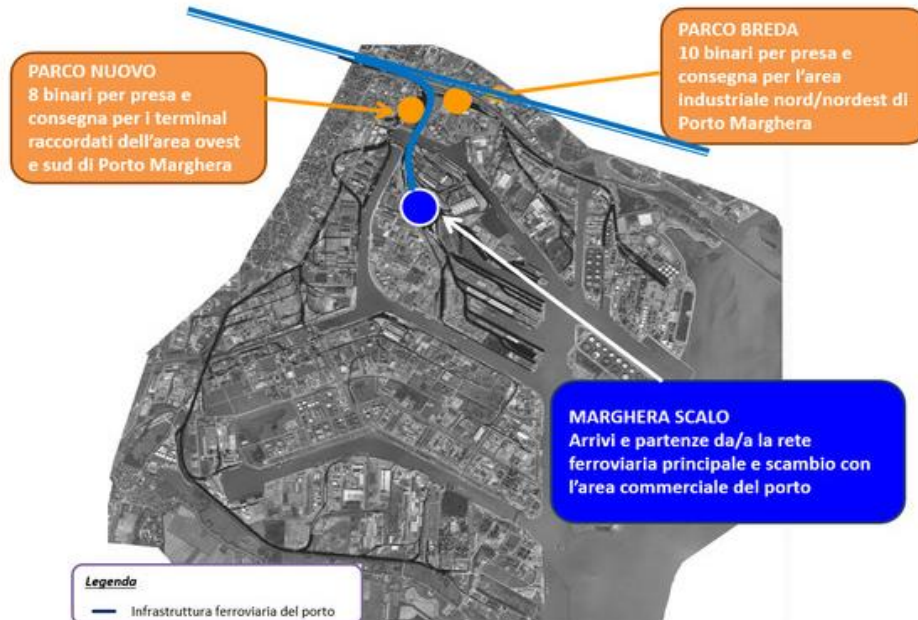 PARCO NUOVO
8 binari per presa e
consegna per i terminal
raccordati dell'area ovest
e sud di Porto Marghera
PARCO BREDA
10 binari per presa e
consegna per l'area
industriale nord/nordest di
Porto Marghera
MARGHERA SCALO
Arrivi e partenze da/a la rete
ferroviaria principale e scambio con
l'area commerciale del porto
Legenda
Infrastruttura ferroviaria del porto